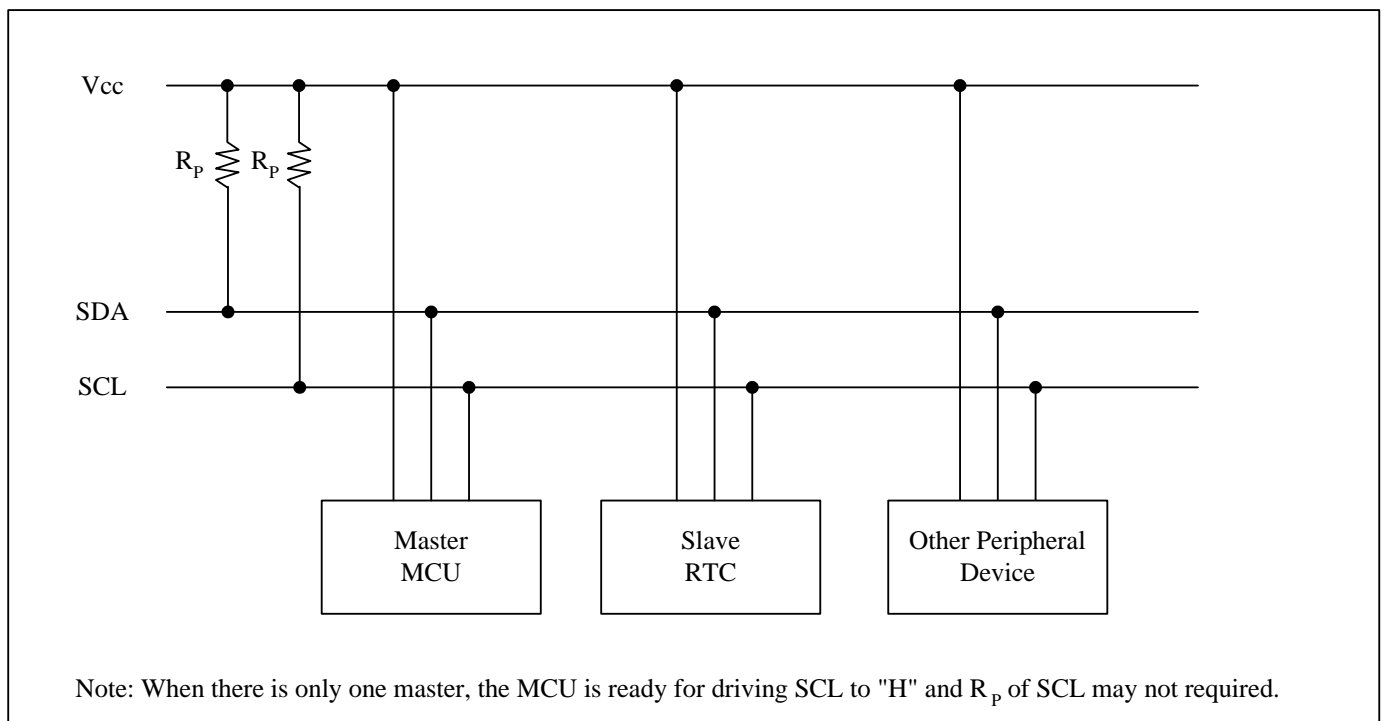 Vcc
R_P R_P
SDA
SCL
Master
MCU
Slave
RTC
Other Peripheral
Device
Note: When there is only one master, the MCU is ready for driving SCL to "H" and R_P of SCL may not required.